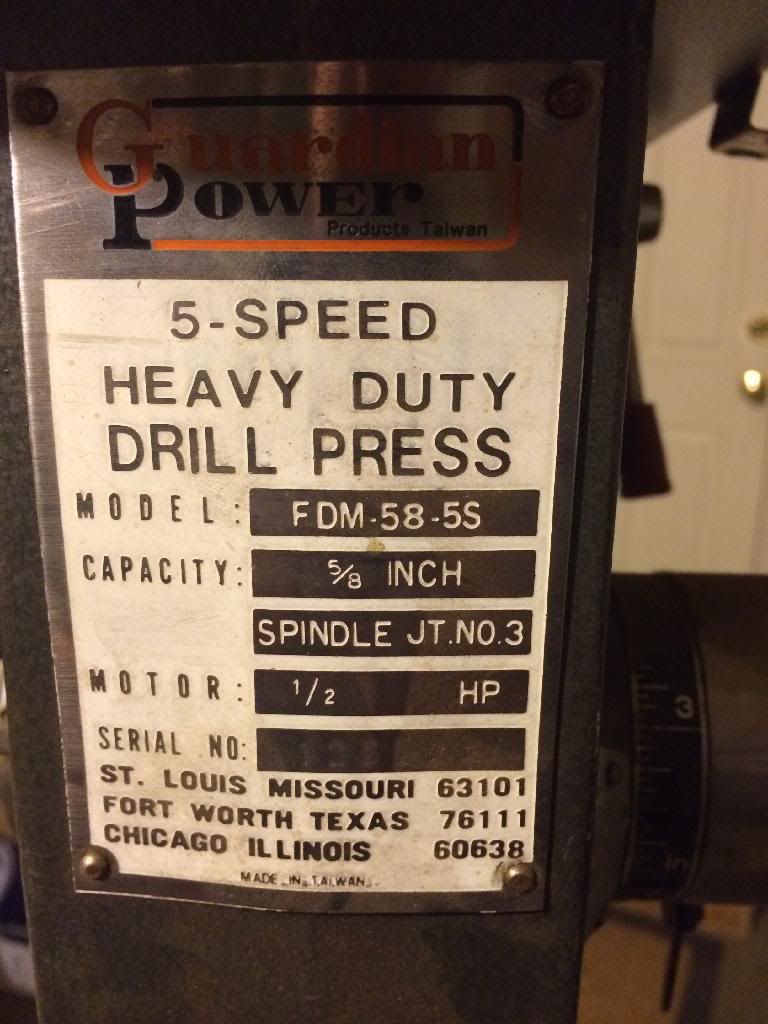 Guardian
Power
Products Taiwan
5-SPEED
HEAVY DUTY
DRILL PRESS
MODEL: FDM-58-5S
CAPACITY: 5/8 INCH
SPINDLE JT.NO.3
MOTOR: 1/2 HP
SERIAL NO:
ST. LOUIS MISSOURI 63101
FORT WORTH TEXAS 76111
CHICAGO ILLINOIS 60638
MADE IN TAIWAN
3